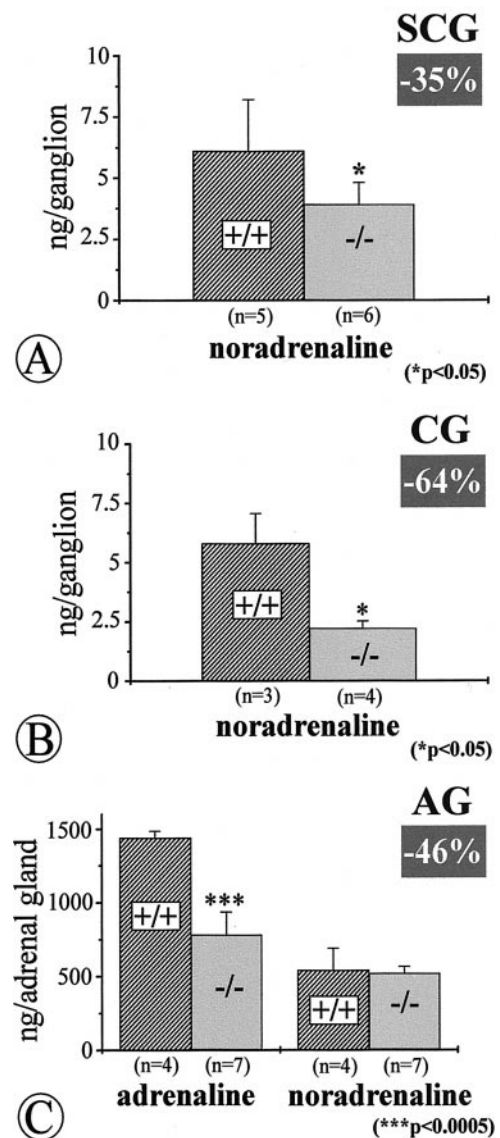 SCG
-35%
10
7.5
5
2.5
0
ng/ganglion
+/+
*
-/-
(n=5) (n=6)
noradrenaline
(*p<0.05)
A
CG
-64%
10
7.5
5
2.5
0
ng/ganglion
+/+
*
-/-
(n=3) (n=4)
noradrenaline
(*p<0.05)
B
AG
-46%
1500
1000
500
0
ng/adrenal gland
+/+
***
-/-
+/+
-/-
(n=4) (n=7) (n=4) (n=7)
adrenaline noradrenaline
(***p<0.0005)
C